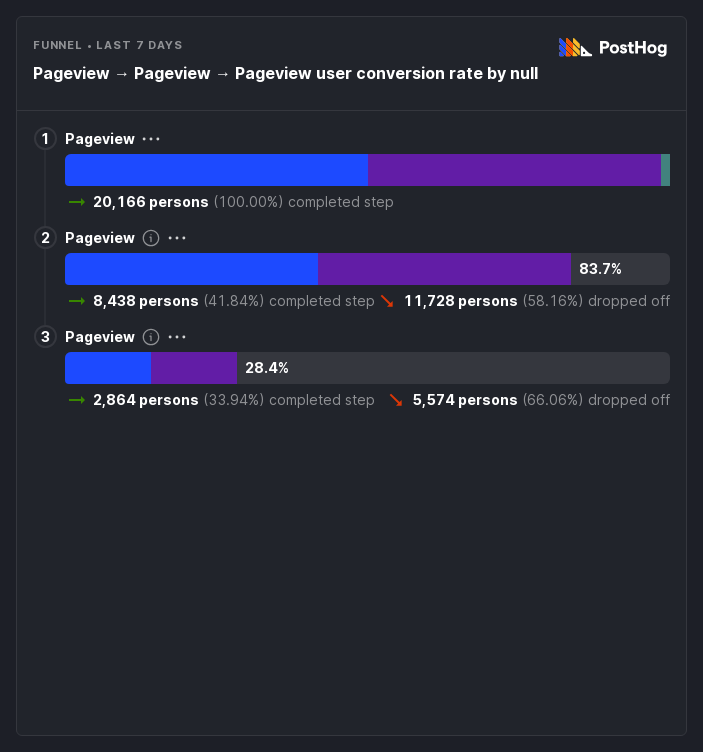 FUNNEL • LAST 7 DAYS
PostHog
Pageview → Pageview → Pageview user conversion rate by null
1 Pageview ···
→ 20,166 persons (100.00%) completed step
2 Pageview ···
83.7%
→ 8,438 persons (41.84%) completed step ↘ 11,728 persons (58.16%) dropped off
3 Pageview ···
28.4%
→ 2,864 persons (33.94%) completed step ↘ 5,574 persons (66.06%) dropped off